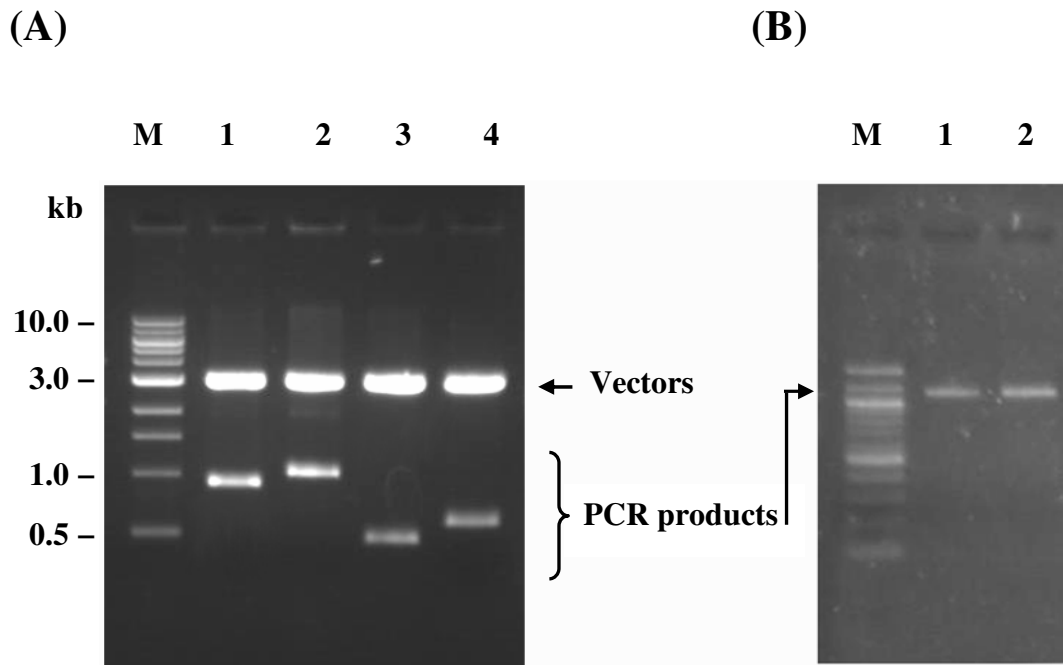 (A)
(B)
M 1 2 3 4
M 1 2
kb
10.0 –
3.0 –
Vectors
1.0 –
PCR products
0.5 –